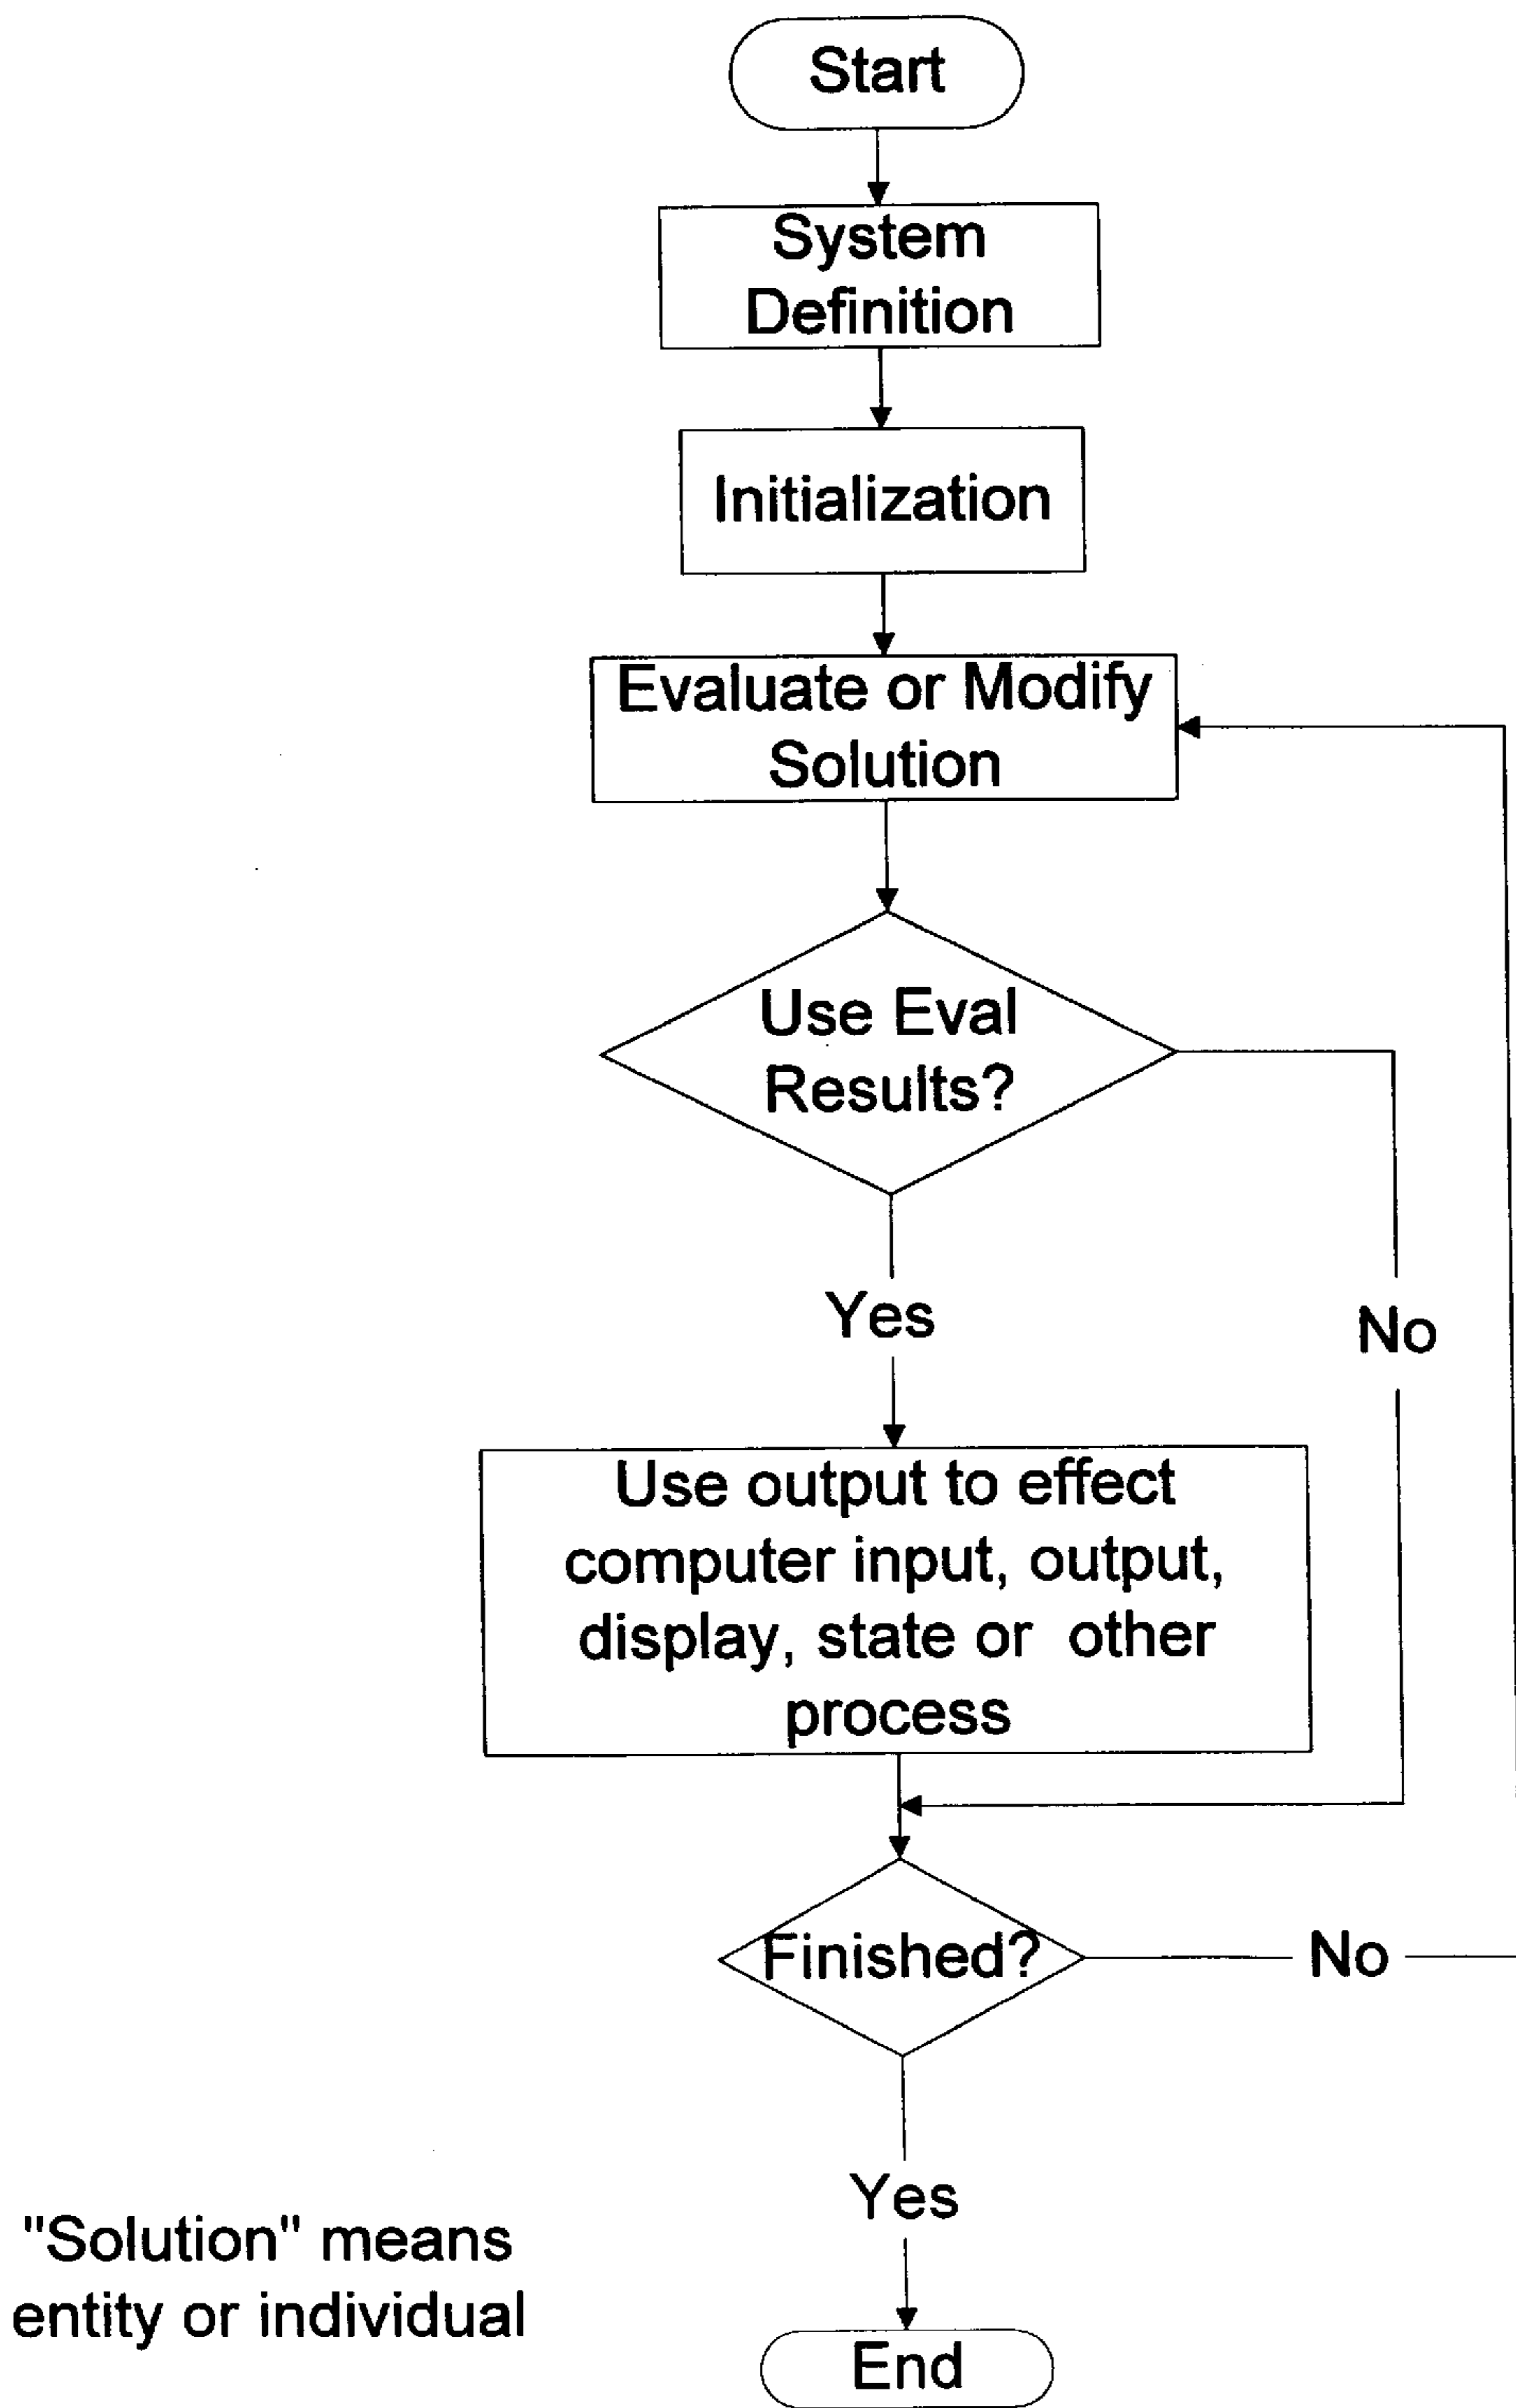 Start
System
Definition
Initialization
Evaluate or Modify
Solution
Use Eval
Results?
Yes
No
Use output to effect
computer input, output,
display, state or other
process
Finished?
No
Yes
"Solution" means
entity or individual
End